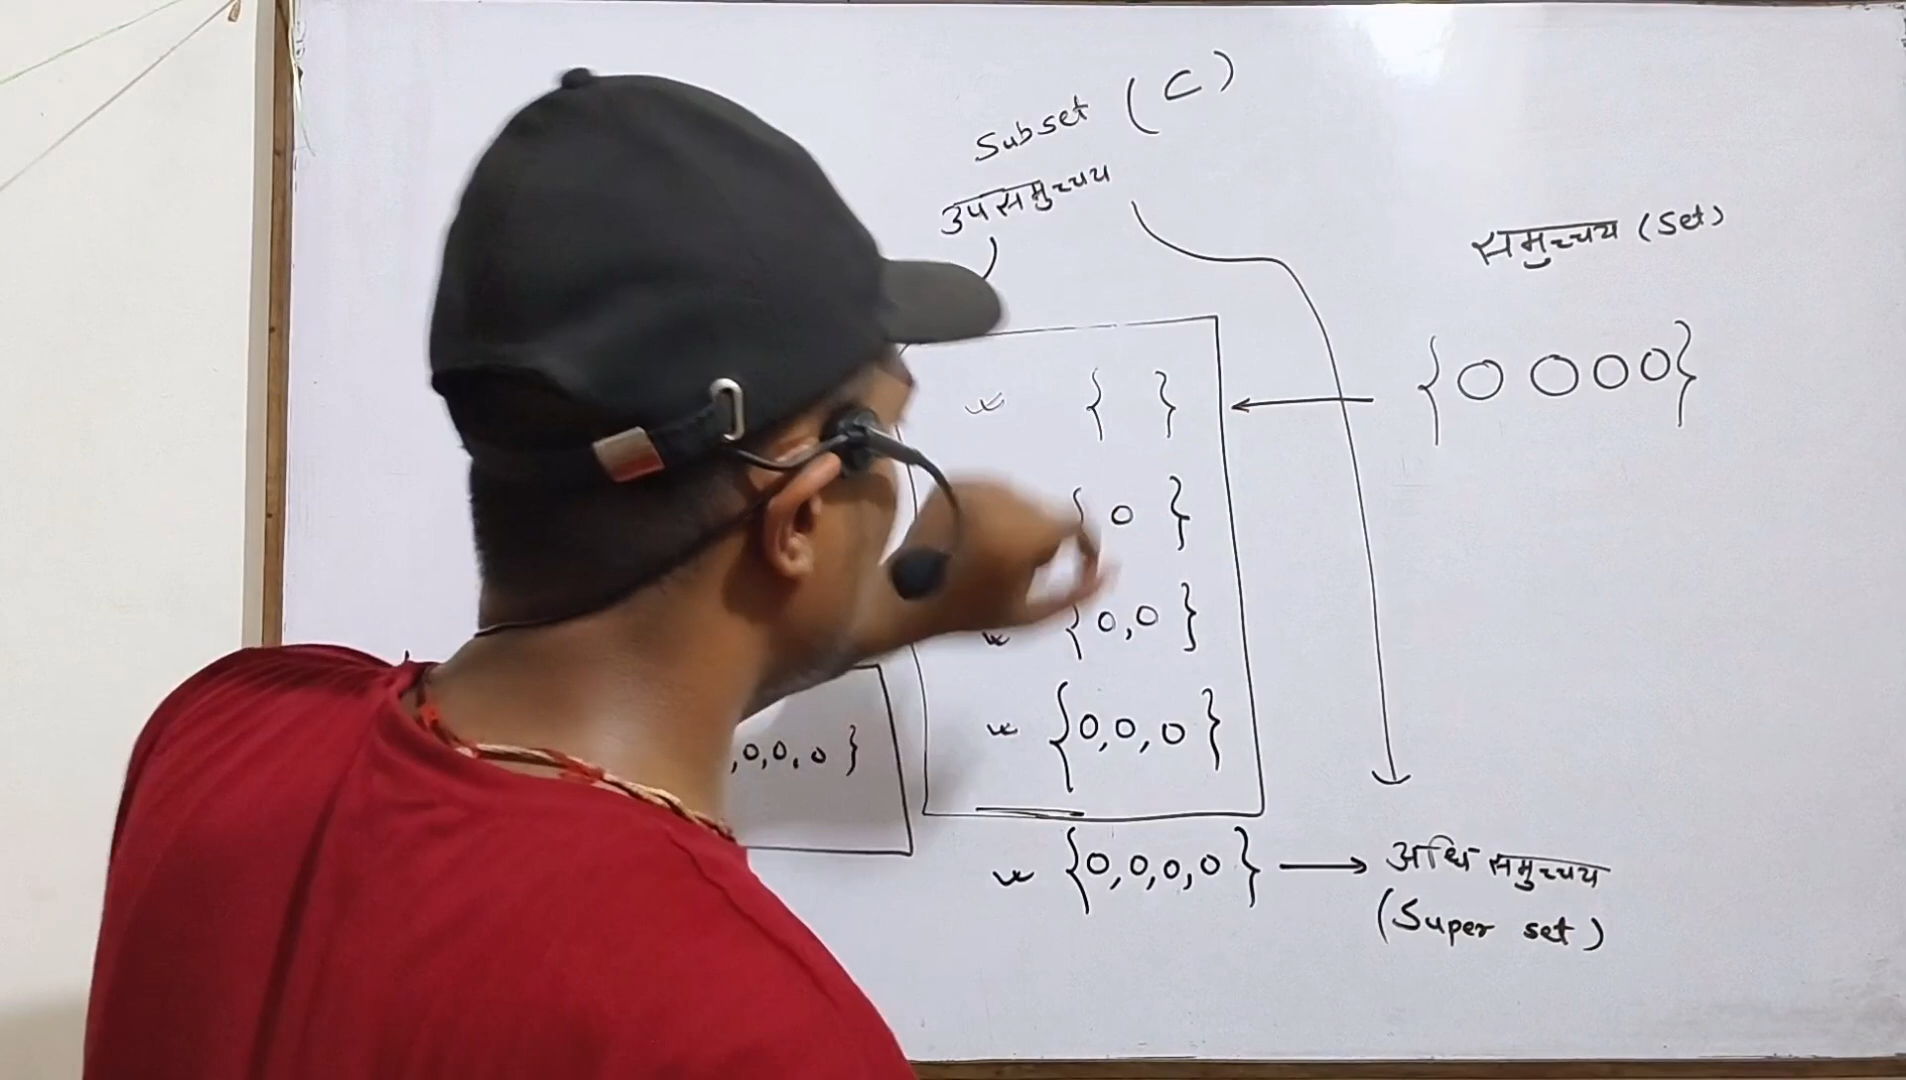 Subset (⊂)
उपसमुच्चय
समुच्चय (Set)
{0 0 0 0}
{ }
{ 0 }
{ 0,0 }
{0,0,0}
,0,0,0 }
{0,0,0,0}
अधिसमुच्चय
(Super set)